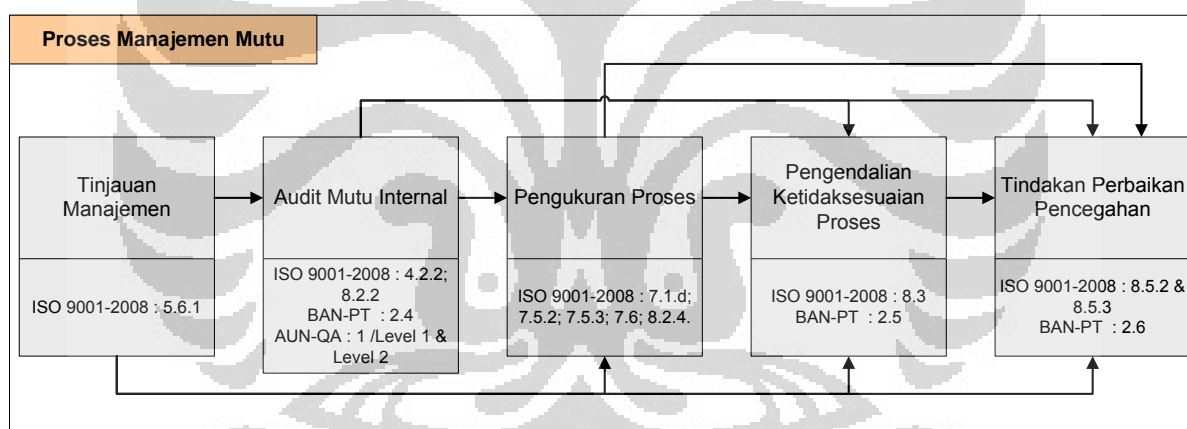 Proses Manajemen Mutu
Tinjauan
Manajemen
ISO 9001-2008 : 5.6.1
Audit Mutu Internal
ISO 9001-2008 : 4.2.2;
8.2.2
BAN-PT : 2.4
AUN-QA : 1 /Level 1 &
Level 2
Pengukuran Proses
ISO 9001-2008 : 7.1.d;
7.5.2; 7.5.3; 7.6; 8.2.4.
Pengendalian
Ketidaksesuaian
Proses
ISO 9001-2008 : 8.3
BAN-PT : 2.5
Tindakan Perbaikan
Pencegahan
ISO 9001-2008 : 8.5.2 &
8.5.3
BAN-PT : 2.6